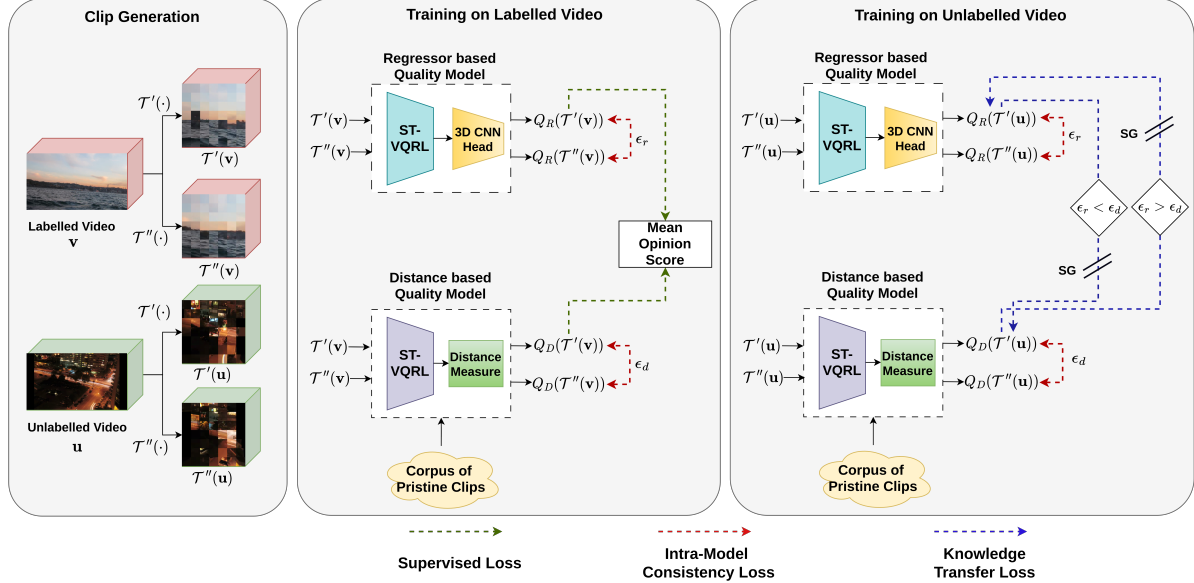 Clip Generation
𝒯′(·)
𝒯′(v)
Labelled Video
v
𝒯″(·)
𝒯″(v)
𝒯′(·)
𝒯′(u)
Unlabelled Video
u
𝒯″(·)
𝒯″(u)
Training on Labelled Video
Regressor based
Quality Model
𝒯′(v)
𝒯″(v)
ST-
VQRL
3D CNN
Head
Q_R(𝒯′(v))
Q_R(𝒯″(v))
ϵ_r
Mean
Opinion
Score
Distance based
Quality Model
𝒯′(v)
𝒯″(v)
ST-
VQRL
Distance
Measure
Q_D(𝒯′(v))
Q_D(𝒯″(v))
ϵ_d
Corpus of
Pristine Clips
Training on Unlabelled Video
Regressor based
Quality Model
𝒯′(u)
𝒯″(u)
ST-
VQRL
3D CNN
Head
Q_R(𝒯′(u))
Q_R(𝒯″(u))
ϵ_r
SG
ϵ_r < ϵ_d
ϵ_r > ϵ_d
SG
Distance based
Quality Model
𝒯′(u)
𝒯″(u)
ST-
VQRL
Distance
Measure
Q_D(𝒯′(u))
Q_D(𝒯″(u))
ϵ_d
Corpus of
Pristine Clips
Supervised Loss
Intra-Model
Consistency Loss
Knowledge
Transfer Loss